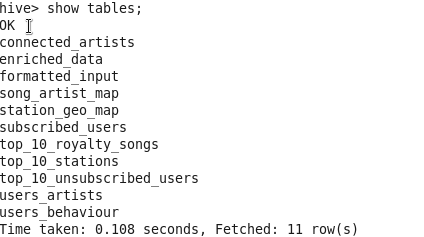 hive> show tables;
OK
connected_artists
enriched_data
formatted_input
song_artist_map
station_geo_map
subscribed_users
top_10_royalty_songs
top_10_stations
top_10_unsubscribed_users
users_artists
users_behaviour
Time taken: 0.108 seconds, Fetched: 11 row(s)